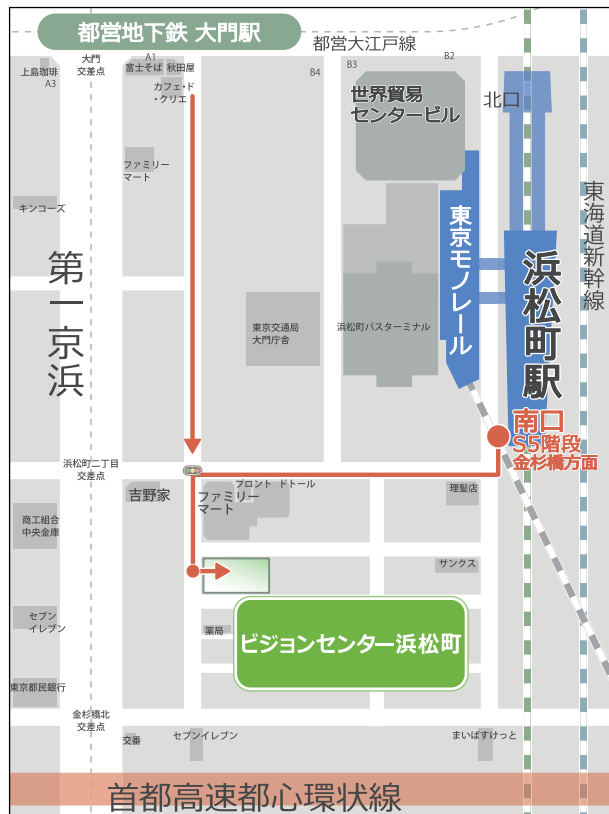 都営地下鉄 大門駅
都営大江戸線
大門
交差点
A1
富士そば 秋田屋
上島珈琲
A3
カフェ・ド
・クリエ
B4
B3
B2
世界貿易
センタービル
北口
ファミリー
マート
キンコーズ
東海道新幹線
東京モノレール
浜松町駅
第一京浜
東京交通局
大門庁舎
浜松町バスターミナル
南口
S5階段
金杉橋方面
浜松町二丁目
交差点
吉野家
ファミリー
マート
プロント ドトール
理髪店
商工組合
中央金庫
サンクス
セブン
イレブン
薬局
ビジョンセンター浜松町
東京都民銀行
金杉橋北
交差点
交番
セブンイレブン
まいばすけっと
首都高速都心環状線